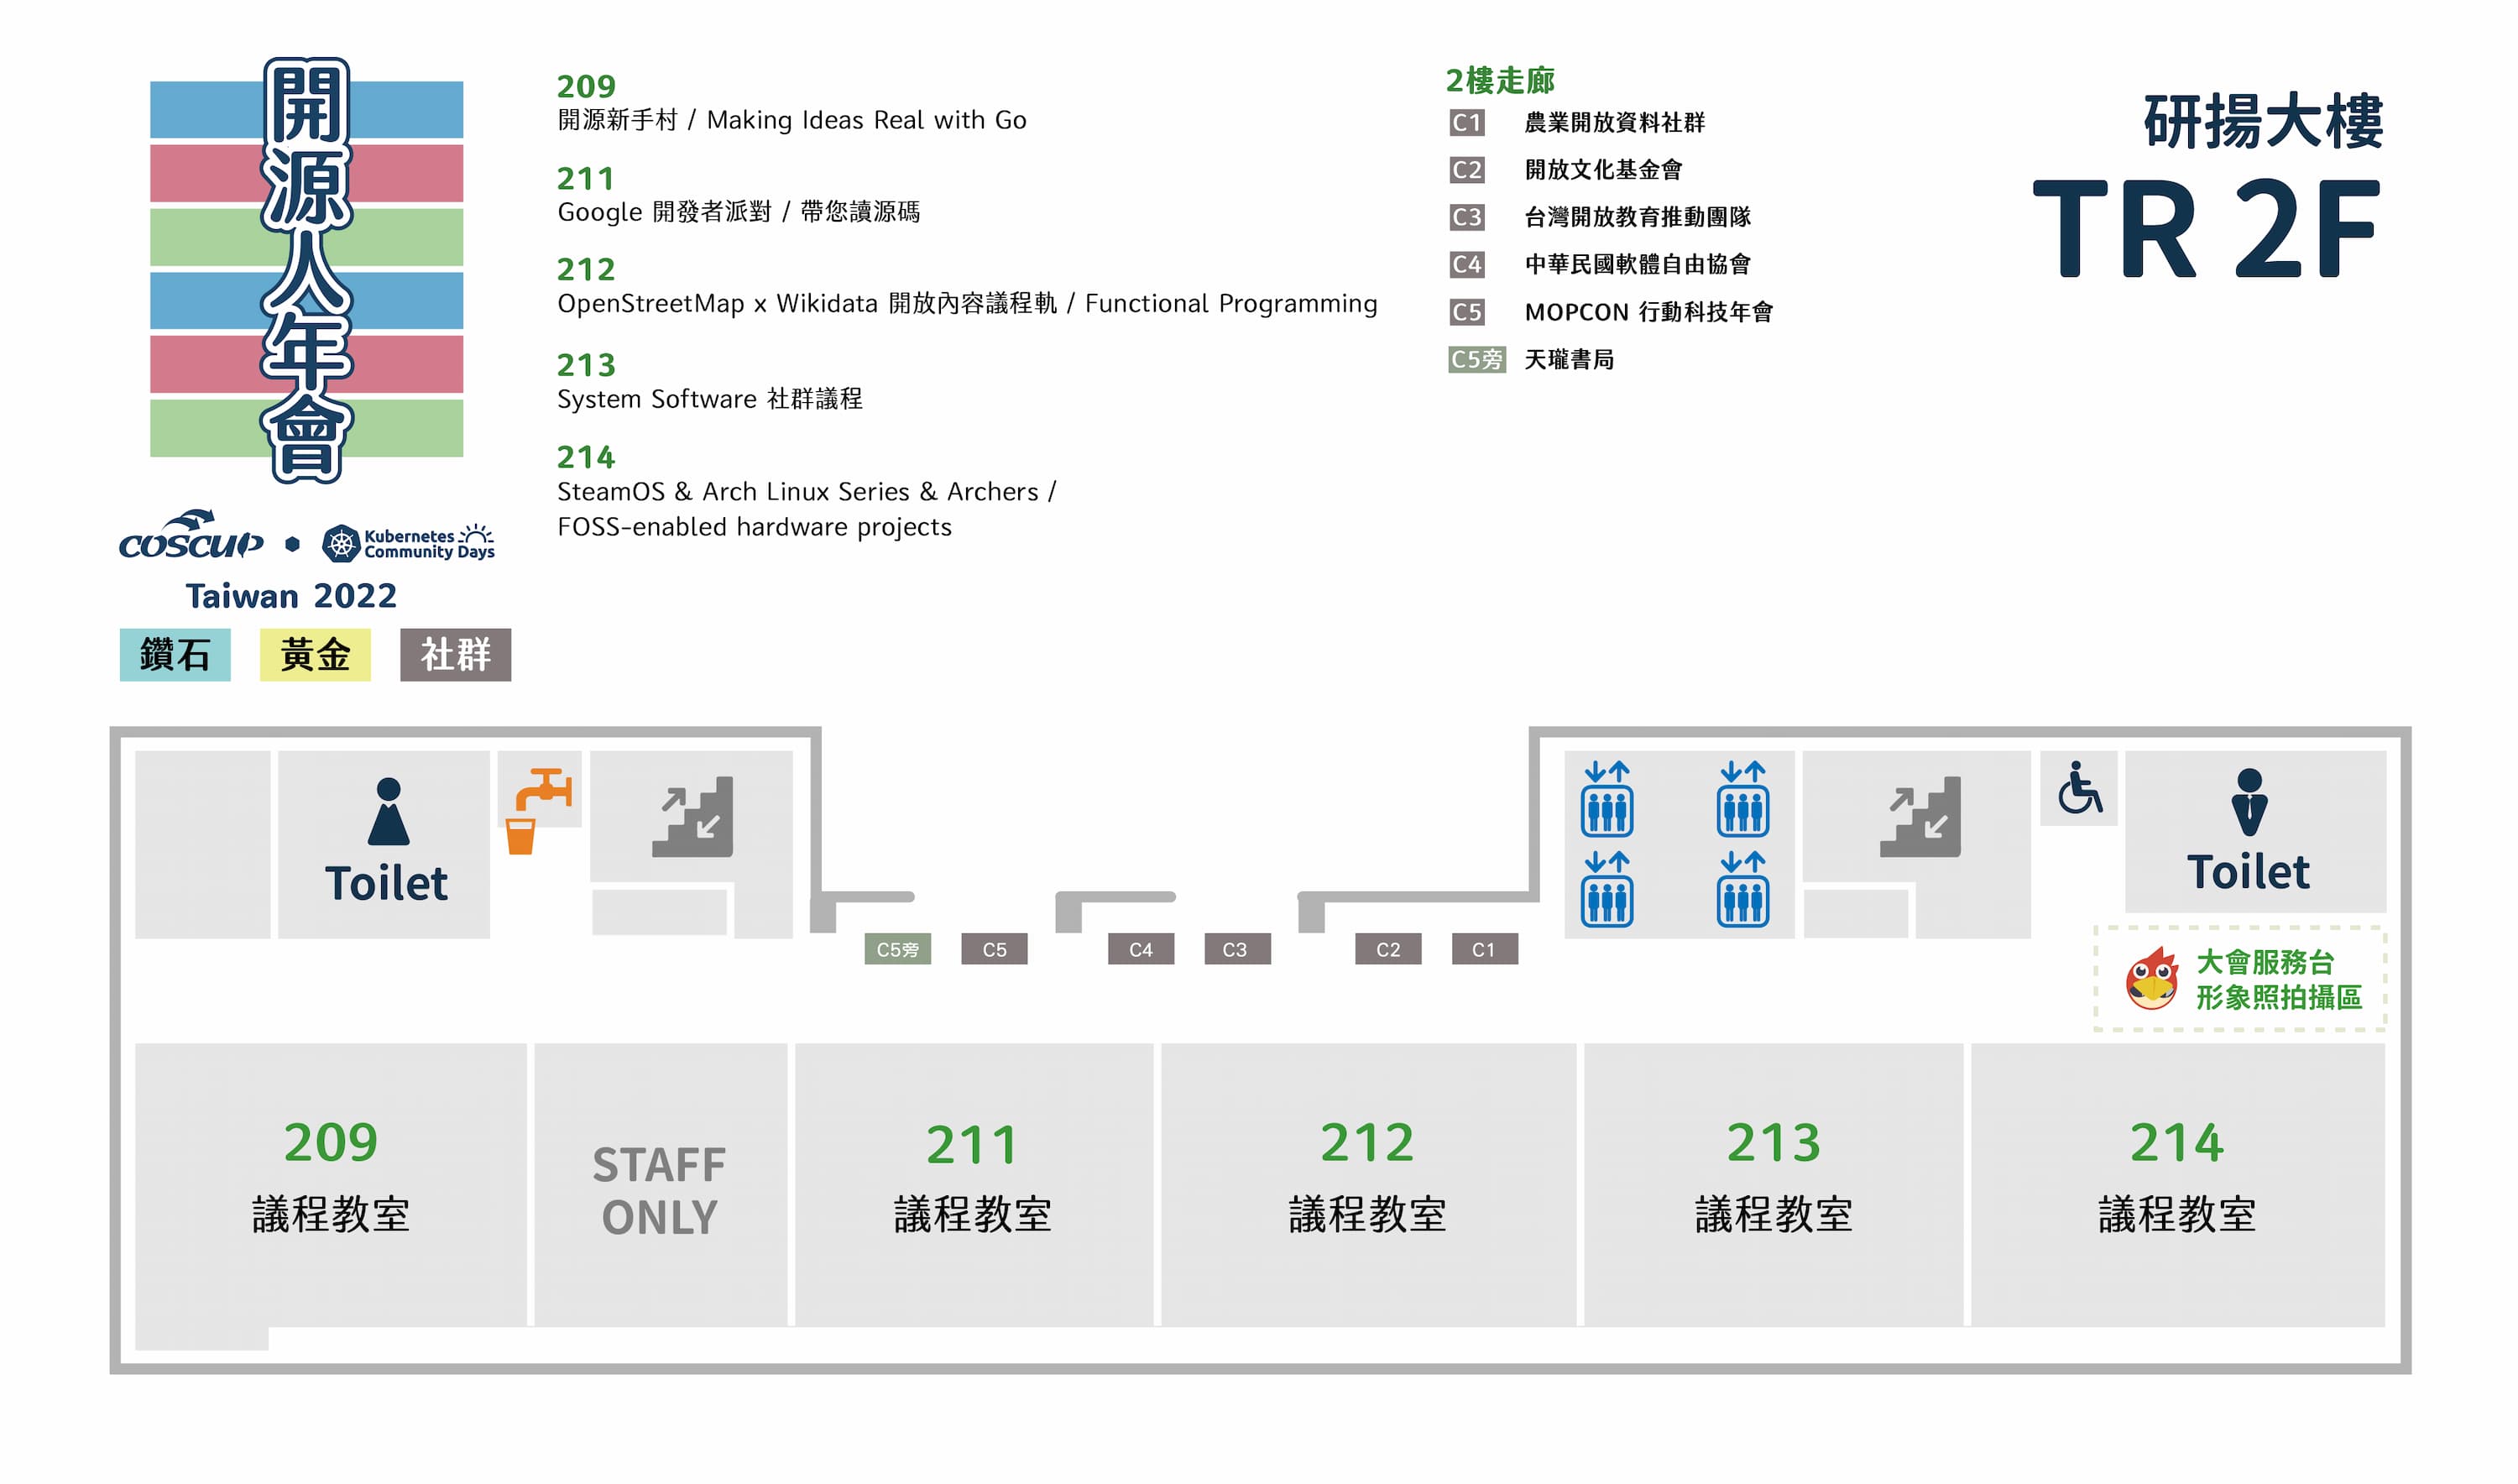 開源人年會
COSCUP
Kubernetes
Community Days
Taiwan 2022
鑽石
黃金
社群
209
開源新手村 / Making Ideas Real with Go
211
Google 開發者派對 / 帶您讀源碼
212
OpenStreetMap x Wikidata 開放內容議程軌 / Functional Programming
213
System Software 社群議程
214
SteamOS & Arch Linux Series & Archers /
FOSS-enabled hardware projects
2樓走廊
C1 農業開放資料社群
C2 開放文化基金會
C3 台灣開放教育推動團隊
C4 中華民國軟體自由協會
C5 MOPCON 行動科技年會
C5旁 天瓏書局
研揚大樓
TR 2F
Toilet
Toilet
C5旁
C5
C4
C3
C2
C1
大會服務台
形象照拍攝區
209
議程教室
STAFF
ONLY
211
議程教室
212
議程教室
213
議程教室
214
議程教室